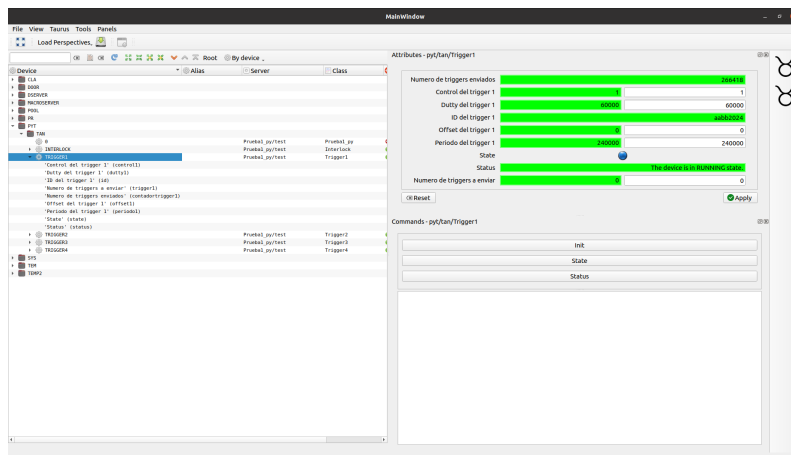 MainWindow
File View Taurus Tools Panels
Load Perspectives,
Root By device ,
Device Alias Server Class
CLA
DOOR
DSERVER
MACROSERVER
POOL
PA
PYT
TAN
0 Prueba1_py/test Prueba1_py
INTERLOCK Prueba1_py/test Interlock
TRIGGER1 Prueba1_py/test Trigger1
'Control del trigger 1' (control1)
'Dutty del trigger 1' (dutty1)
'ID del trigger 1' (id)
'Numero de triggers a enviar' (trigger1)
'Numero de triggers enviados' (contadortrigger1)
'Offset del trigger 1' (offset1)
'Periodo del trigger 1' (periodo1)
'State' (state)
'Status' (status)
TRIGGER2 Prueba1_py/test Trigger2
TRIGGER3 Prueba1_py/test Trigger3
TRIGGER4 Prueba1_py/test Trigger4
SYS
TEM
TEMP2
Attributes - pyt/tan/Trigger1
Numero de triggers enviados 266418
Control del trigger 1 1 1
Dutty del trigger 1 60000 60000
ID del trigger 1 aabb2024
Offset del trigger 1 0 0
Periodo del trigger 1 240000 240000
State
Status The device is in RUNNING state.
Numero de triggers a enviar 0 0
Reset Apply
Commands - pyt/tan/Trigger1
Init
State
Status